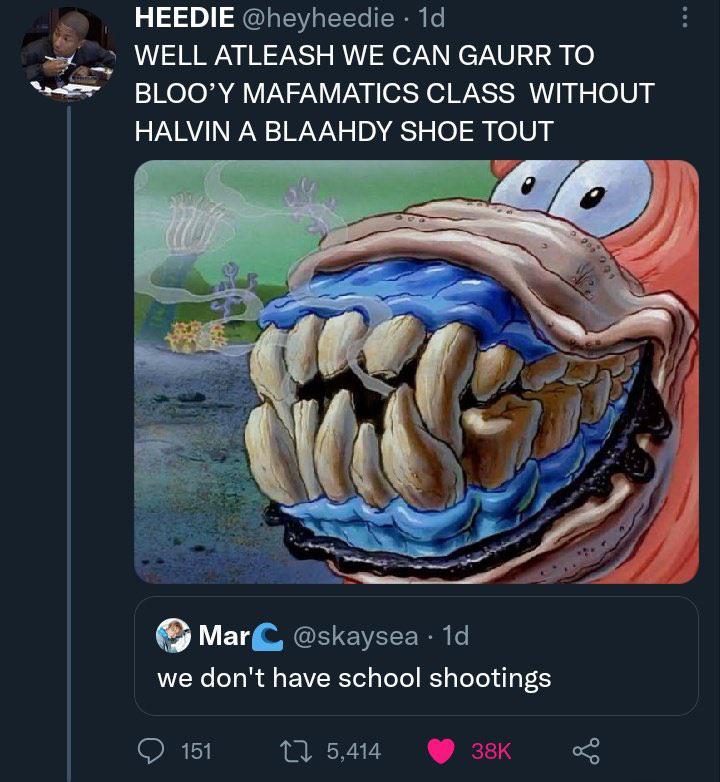 HEEDIE @heyheedie · 1d
WELL ATLEASH WE CAN GAURR TO
BLOO’Y MAFAMATICS CLASS WITHOUT
HALVIN A BLAAHDY SHOE TOUT
Mar🌊 @skaysea · 1d
we don't have school shootings
151 5,414 38K